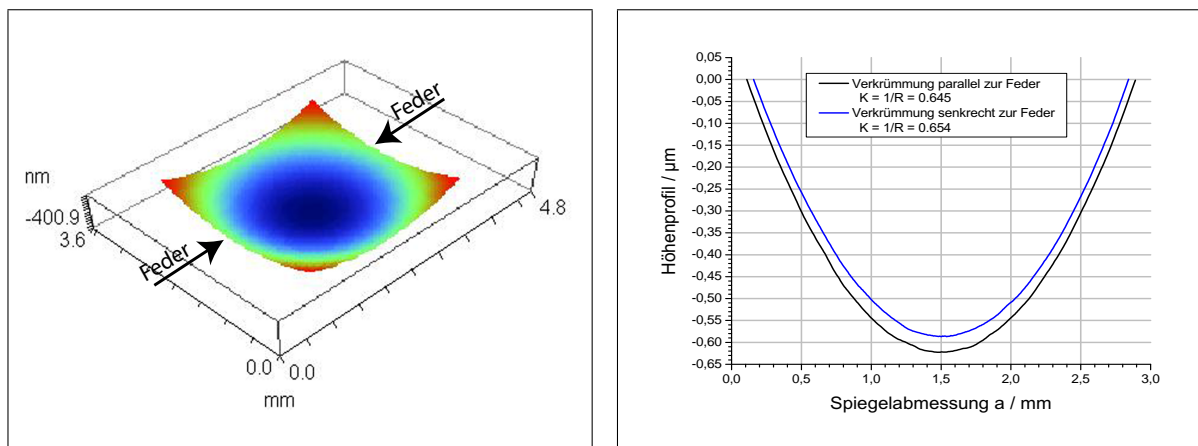 Feder
nm
-400.9
3.6
4.8
Feder
0.0
0.0
mm
0,05
0,00
-0,05
-0,10
-0,15
-0,20
-0,25
-0,30
-0,35
-0,40
-0,45
-0,50
-0,55
-0,60
-0,65
Höhenprofil / µm
Verkrümmung parallel zur Feder
K = 1/R = 0.645
Verkrümmung senkrecht zur Feder
K = 1/R = 0.654
0,0 0,5 1,0 1,5 2,0 2,5 3,0
Spiegelabmessung a / mm